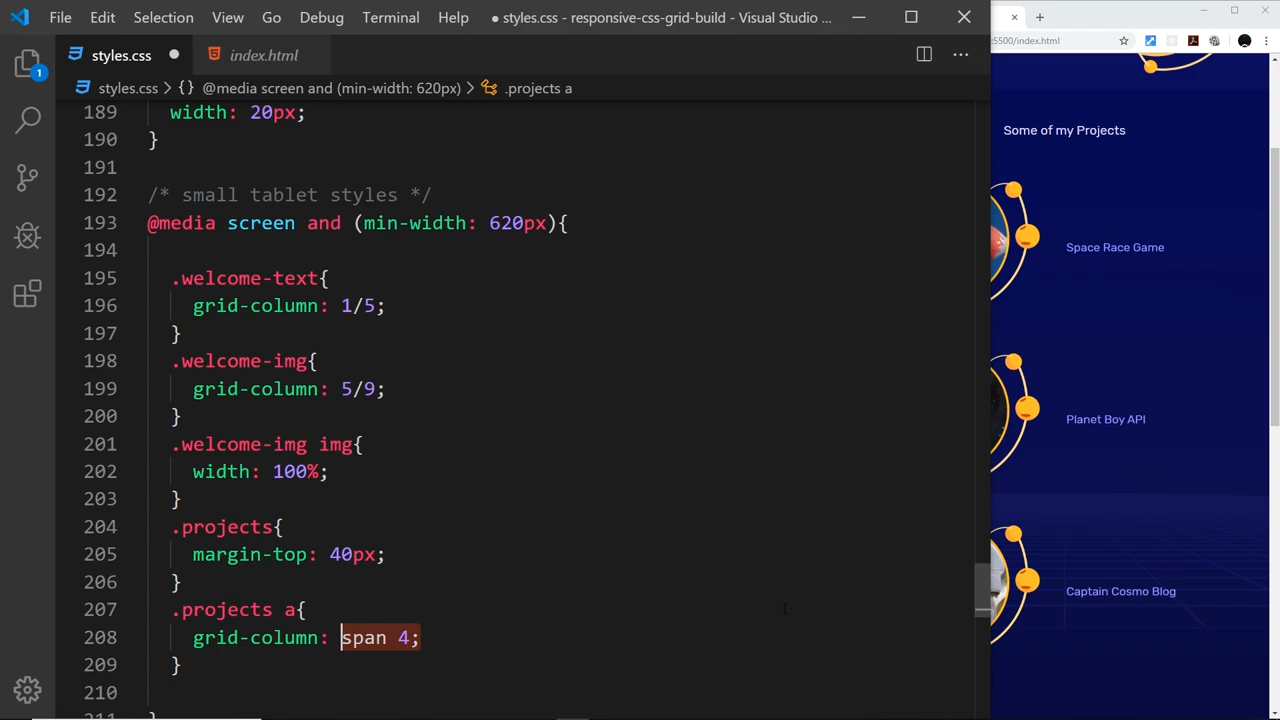 File Edit Selection View Go Debug Terminal Help ● styles.css - responsive-css-grid-build - Visual Studio ...
styles.css index.html
styles.css {} @media screen and (min-width: 620px) .projects a
189 width: 20px;
190 }
191
192 /* small tablet styles */
193 @media screen and (min-width: 620px){
194
195 .welcome-text{
196 grid-column: 1/5;
197 }
198 .welcome-img{
199 grid-column: 5/9;
200 }
201 .welcome-img img{
202 width: 100%;
203 }
204 .projects{
205 margin-top: 40px;
206 }
207 .projects a{
208 grid-column: span 4;
209 }
210
211 }
1
:5500/index.html
Some of my Projects
Space Race Game
Planet Boy API
Captain Cosmo Blog